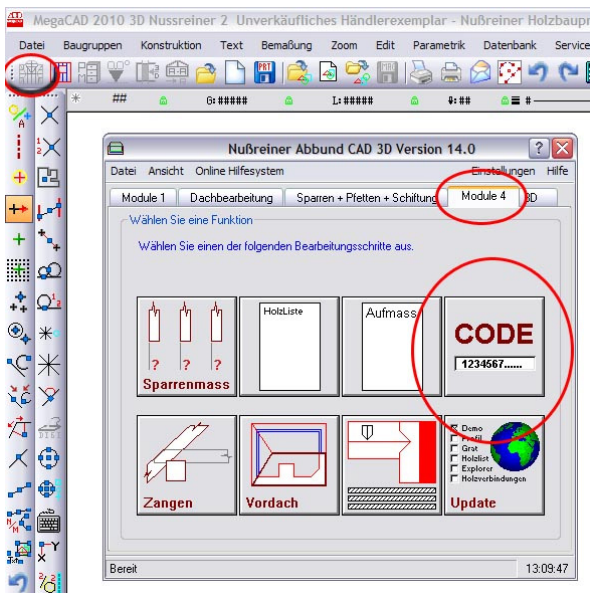 MegaCAD 2010 3D Nussreiner 2 Unverkäufliches Händlerexemplar - Nußreiner Holzbaupr
Datei Baugruppen Konstruktion Text Bemaßung Zoom Edit Parametrik Datenbank Service
PRT
* ## G:##### L:##### #:## #
Nußreiner Abbund CAD 3D Version 14.0
Datei Ansicht Online Hilfesystem Einstellungen Hilfe
Module 1 Dachbearbeitung Sparren + Pfetten + Schiftung Module 4 3D
Wählen Sie eine Funktion
Wählen Sie einen der folgenden Bearbeitungsschritte aus.
? ? ?
Sparrenmass
HolzListe
Aufmass
CODE
1234567......
Zangen
Vordach
Demo
Profil
Grat
Holzlist
Explorer
Holzverbindungen
Update
Bereit 13:09:47